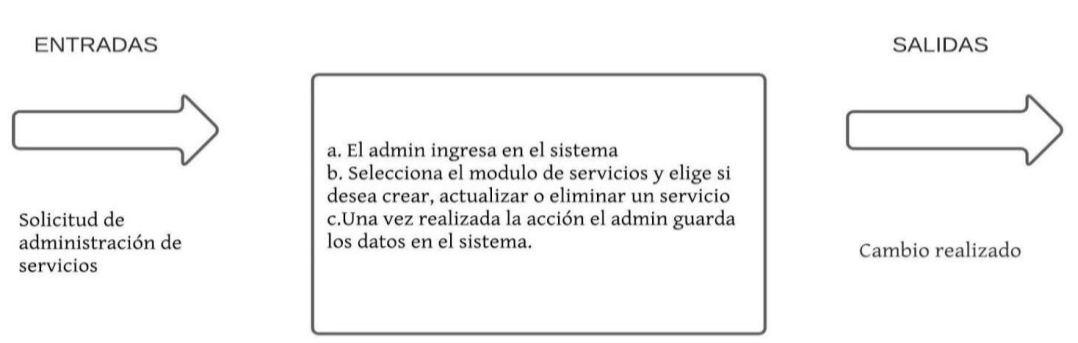 ENTRADAS
Solicitud de
administración de
servicios
a. El admin ingresa en el sistema
b. Selecciona el modulo de servicios y elige si
desea crear, actualizar o eliminar un servicio
c.Una vez realizada la acción el admin guarda
los datos en el sistema.
SALIDAS
Cambio realizado